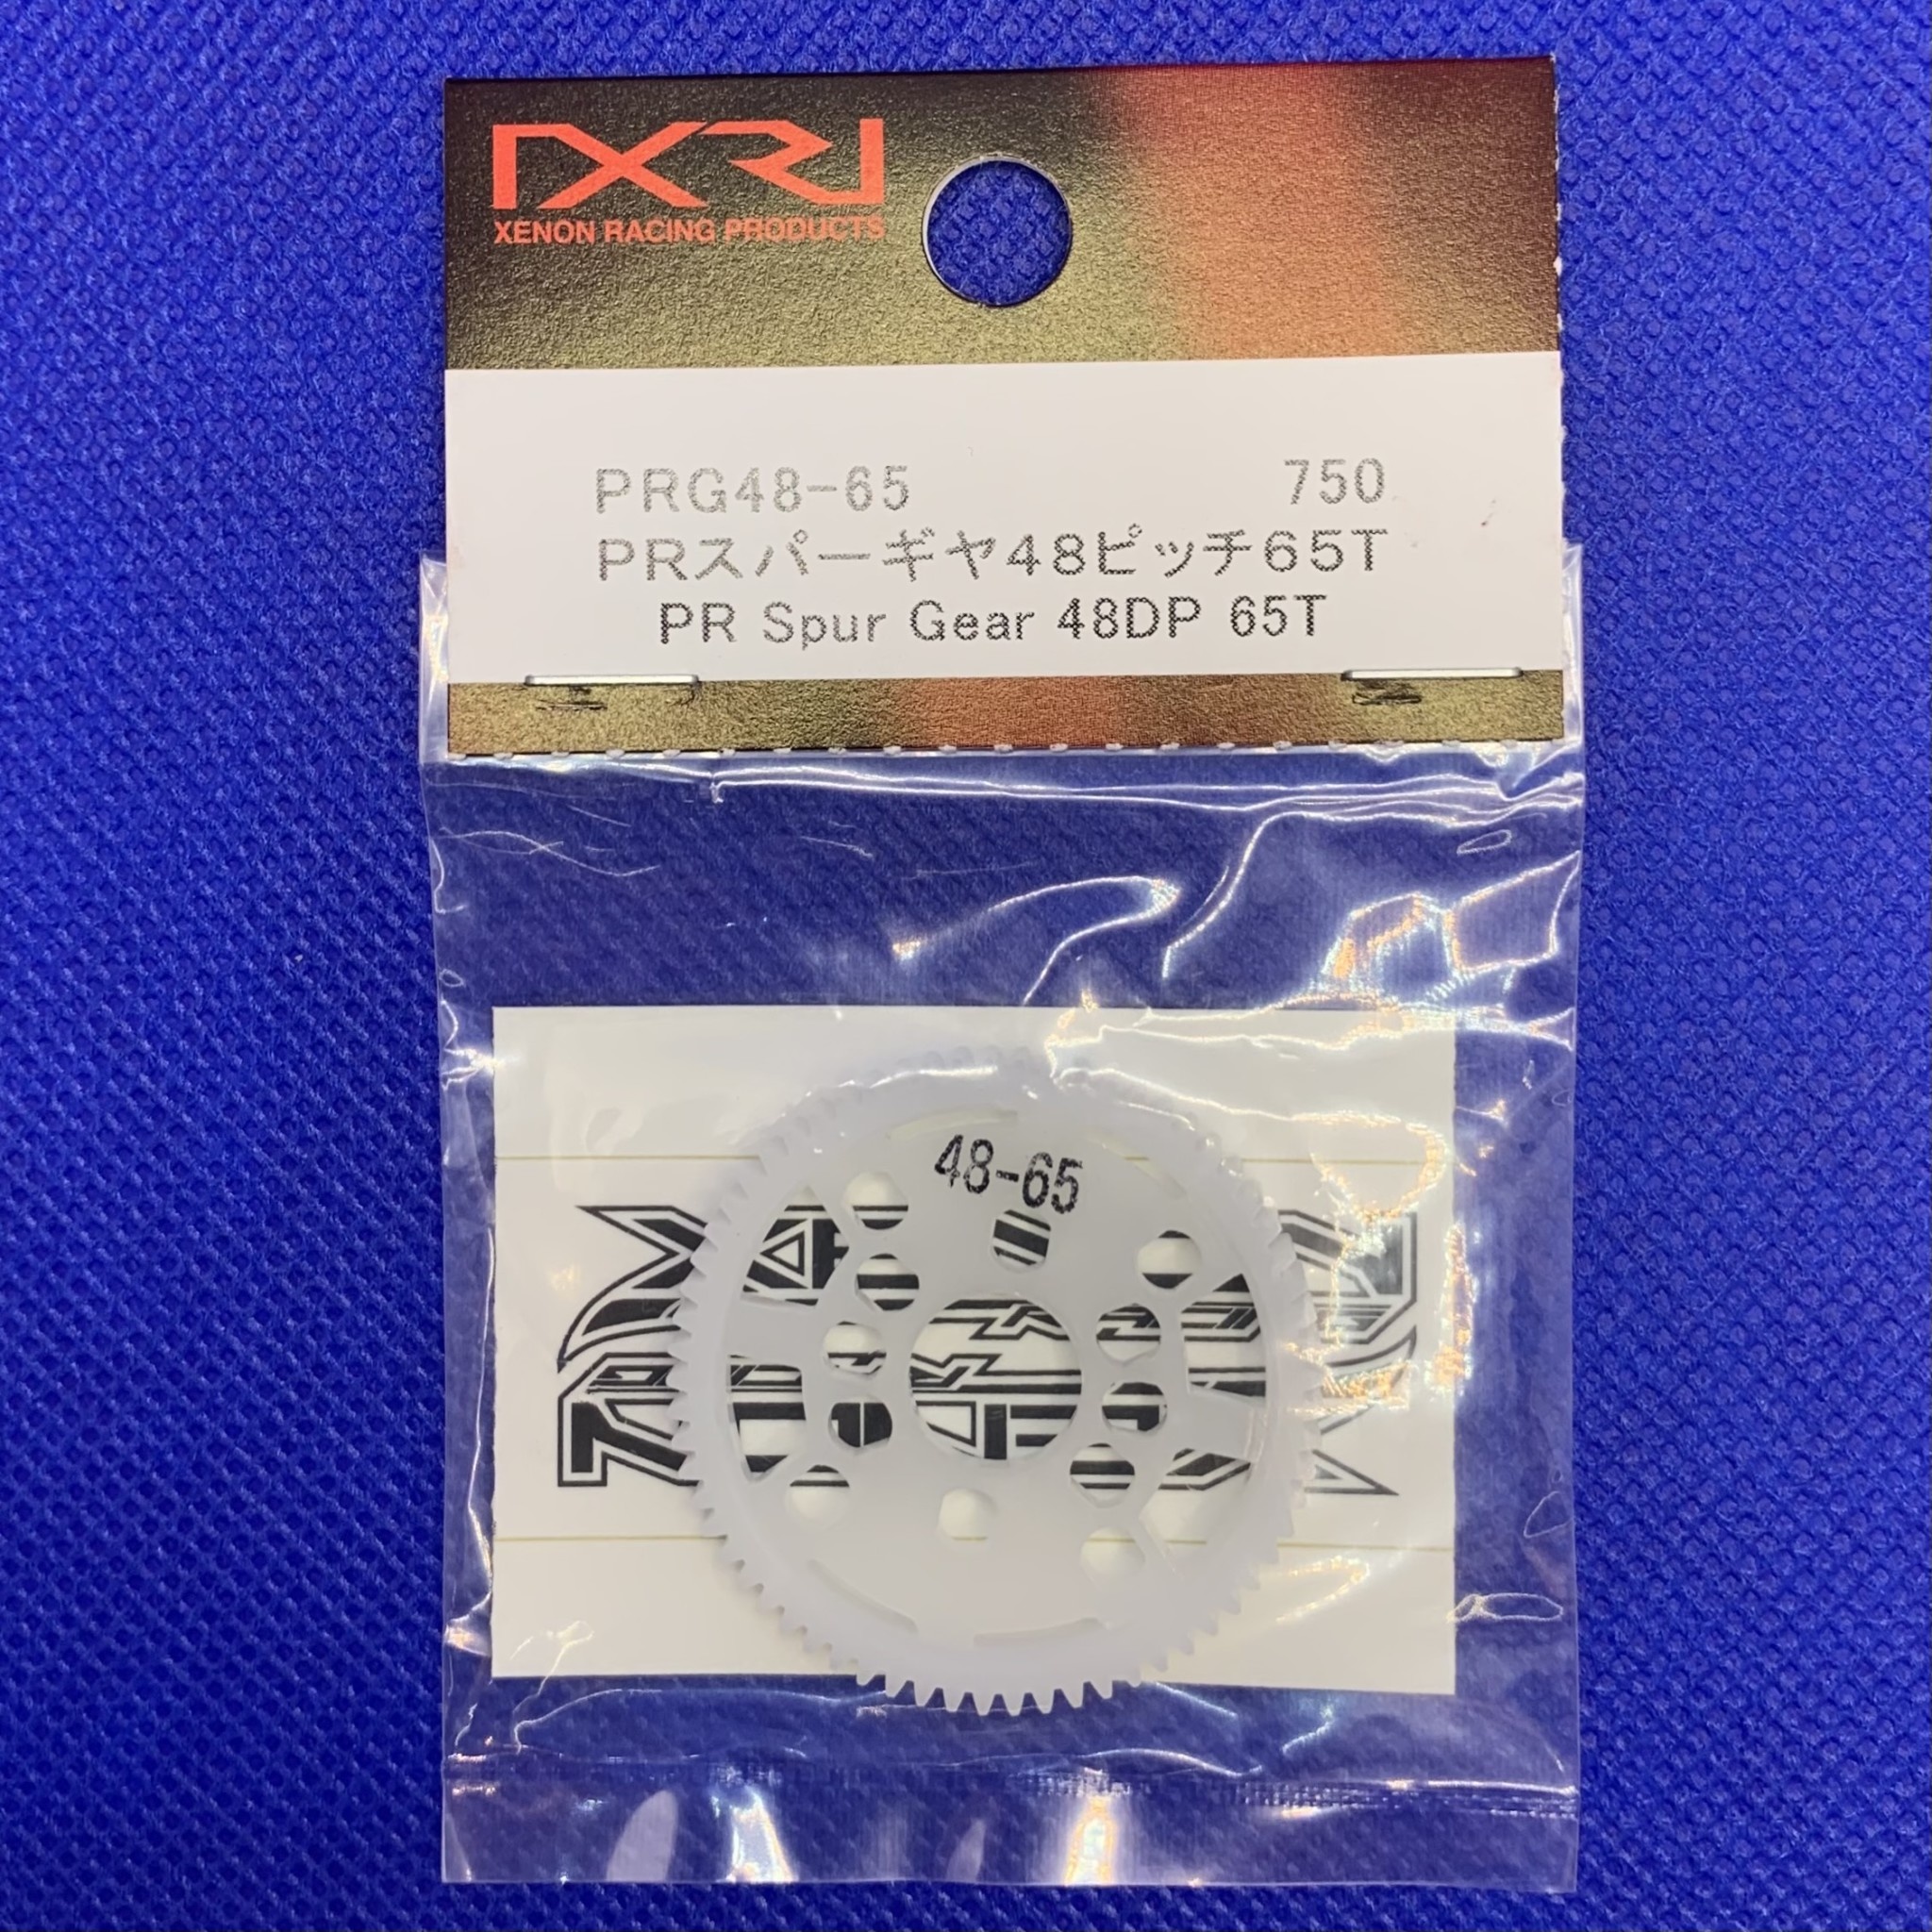 XRP
XENON RACING PRODUCTS
PRG48-65 750
PRスパーギヤ48ピッチ65T
PR Spur Gear 48DP 65T
48-65